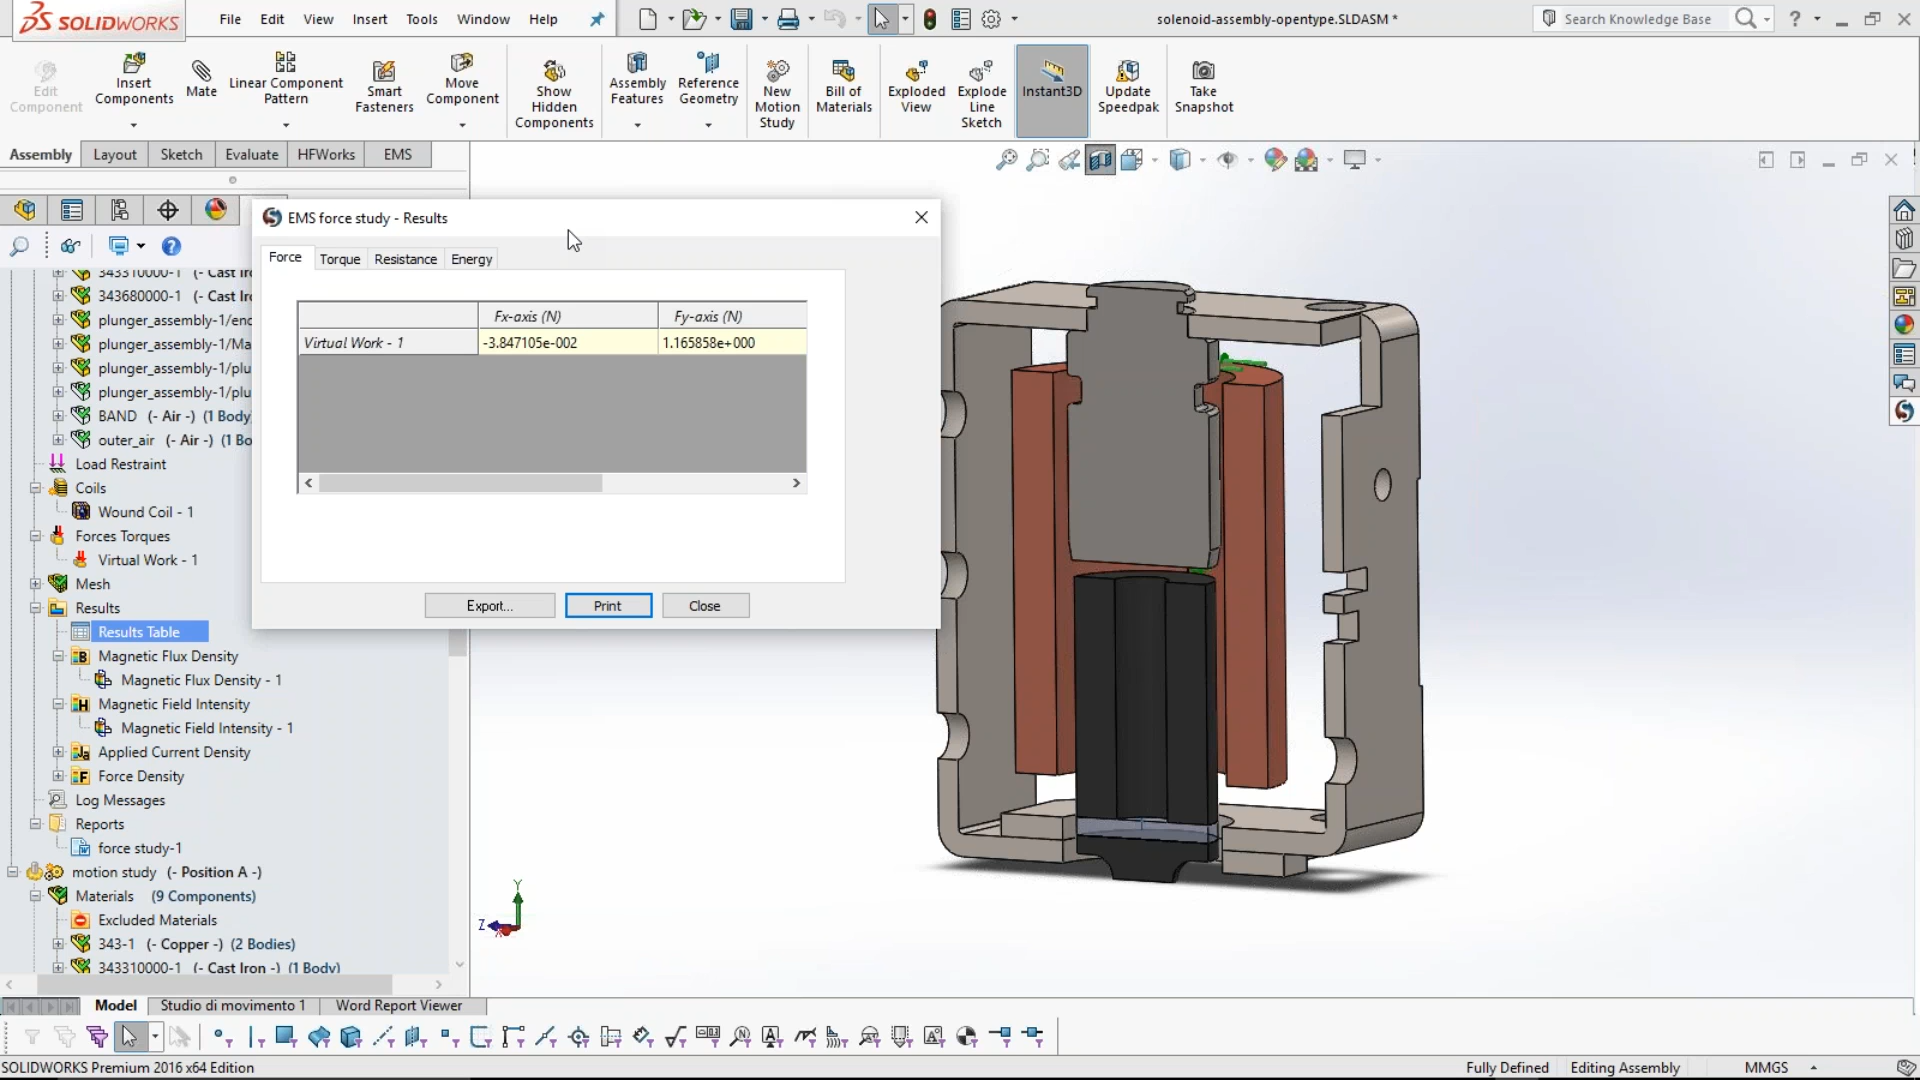 SOLIDWORKS File Edit View Insert Tools Window Help solenoid-assembly-opentype.SLDASM * Search Knowledge Base ?
Edit Component
Insert Components
Mate
Linear Component Pattern
Smart Fasteners
Move Component
Show Hidden Components
Assembly Features
Reference Geometry
New Motion Study
Bill of Materials
Exploded View
Explode Line Sketch
Instant3D
Update Speedpak
Take Snapshot
Assembly Layout Sketch Evaluate HFWorks EMS
EMS force study - Results
Force Torque Resistance Energy
Fx-axis (N) Fy-axis (N)
Virtual Work - 1 -3.847105e-002 1.165858e+000
Export... Print Close
343310000-1 (- Cast Iro
343680000-1 (- Cast Iro
plunger_assembly-1/enc
plunger_assembly-1/Ma
plunger_assembly-1/plu
plunger_assembly-1/plu
BAND (- Air -) (1 Body
outer_air (- Air -) (1 Bo
Load Restraint
Coils
Wound Coil - 1
Forces Torques
Virtual Work - 1
Mesh
Results
Results Table
Magnetic Flux Density
Magnetic Flux Density - 1
Magnetic Field Intensity
Magnetic Field Intensity - 1
Applied Current Density
Force Density
Log Messages
Reports
force study-1
motion study (- Position A -)
Materials (9 Components)
Excluded Materials
343-1 (- Copper -) (2 Bodies)
343310000-1 (- Cast Iron -) (1 Body)
Y
Z
X
Model Studio di movimento 1 Word Report Viewer
SOLIDWORKS Premium 2016 x64 Edition Fully Defined Editing Assembly MMGS